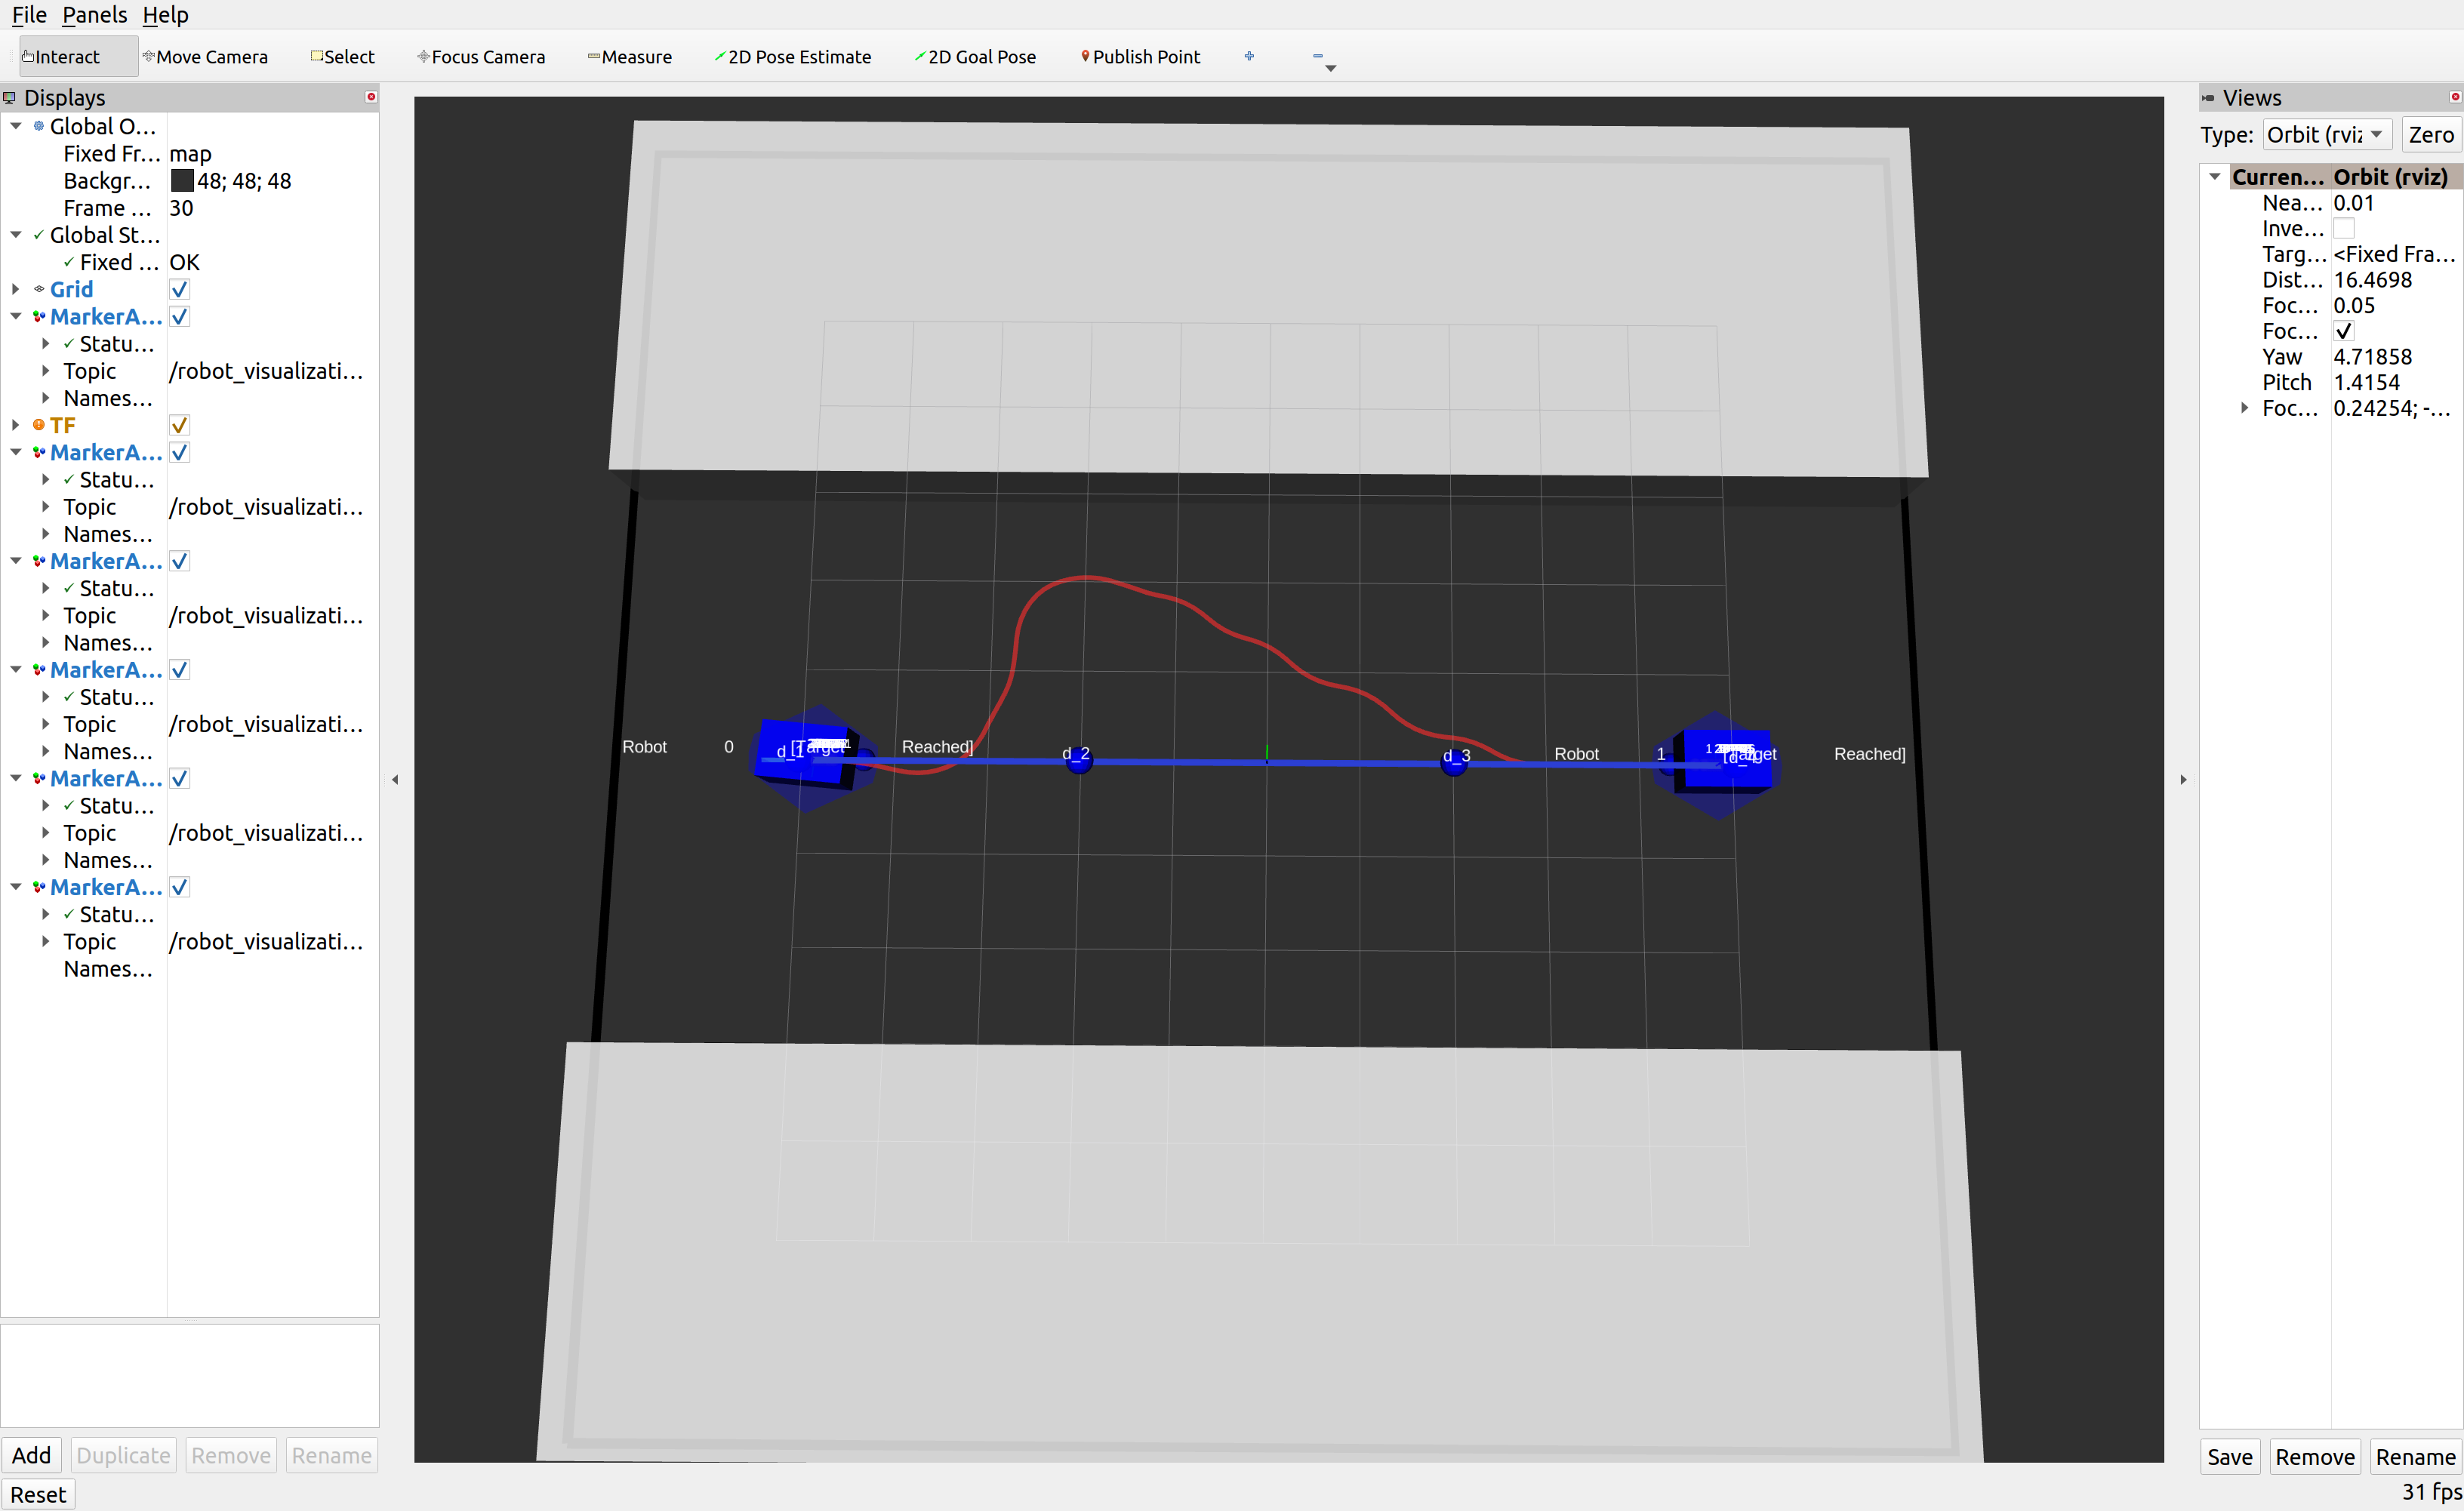 File Panels Help
Interact Move Camera Select Focus Camera Measure 2D Pose Estimate 2D Goal Pose Publish Point
Displays
Global O...
Fixed Fr... map
Backgr... 48; 48; 48
Frame ... 30
Global St...
Fixed ... OK
Grid
MarkerA...
Statu...
Topic /robot_visualizati...
Names...
TF
MarkerA...
Statu...
Topic /robot_visualizati...
Names...
MarkerA...
Statu...
Topic /robot_visualizati...
Names...
MarkerA...
Statu...
Topic /robot_visualizati...
Names...
MarkerA...
Statu...
Topic /robot_visualizati...
Names...
MarkerA...
Statu...
Topic /robot_visualizati...
Names...
Add Duplicate Remove Rename
Reset
Robot 0 d_1 [Target Reached] d_2 d_3 Robot 1 [Target Reached]
Views
Type: Orbit (rviz Zero
Curren... Orbit (rviz)
Nea... 0.01
Inve...
Targ... <Fixed Fra...
Dist... 16.4698
Foc... 0.05
Foc...
Yaw 4.71858
Pitch 1.4154
Foc... 0.24254; -...
Save Remove Rename
31 fps